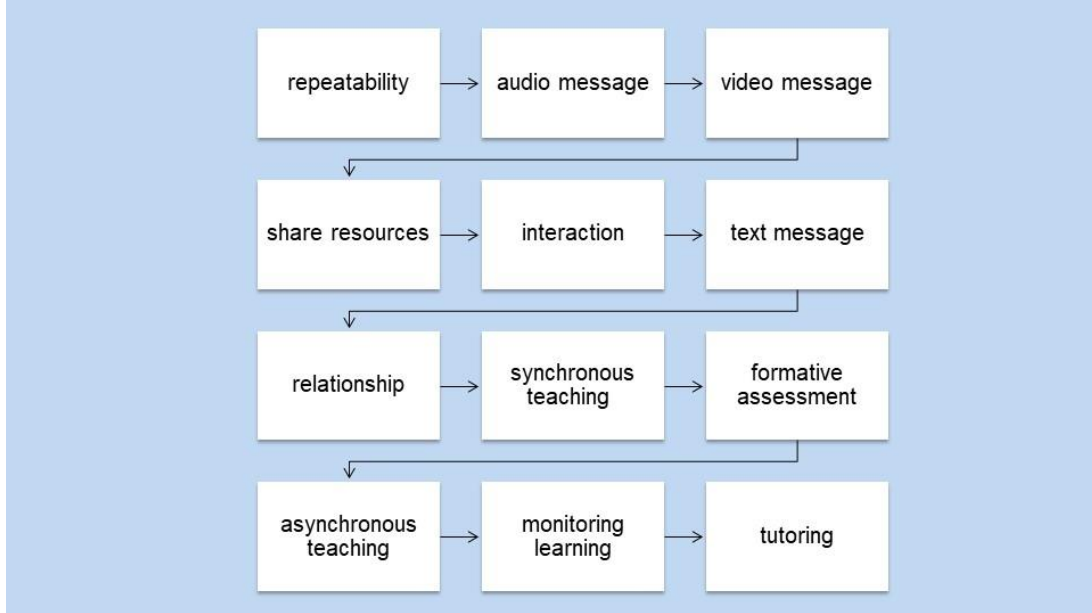 repeatability
audio message
video message
share resources
interaction
text message
relationship
synchronous
teaching
formative
assessment
asynchronous
teaching
monitoring
learning
tutoring